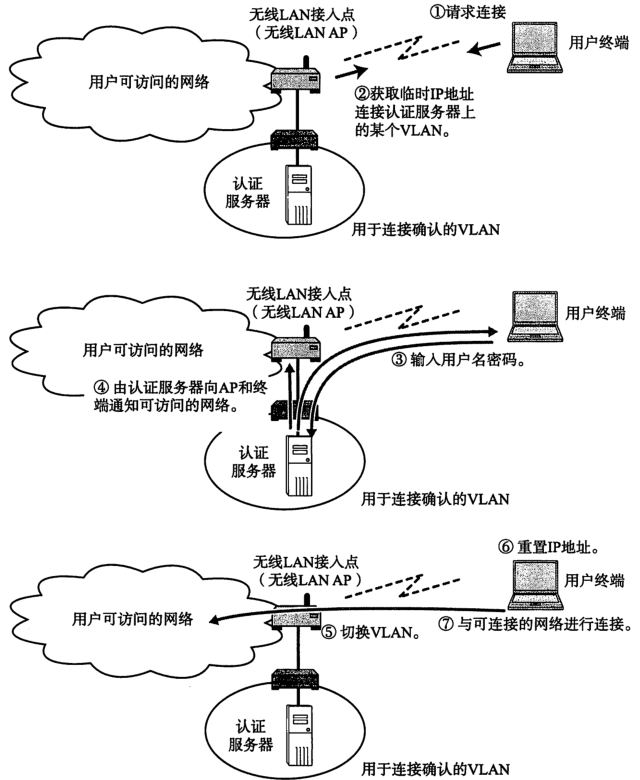 无线LAN接入点
（无线LAN AP）
①请求连接
用户终端
用户可访问的网络
②获取临时IP地址
连接认证服务器上
的某个VLAN。
认证
服务器
用于连接确认的VLAN
无线LAN接入点
（无线LAN AP）
用户终端
用户可访问的网络
③ 输入用户名密码。
④ 由认证服务器向AP和终
端通知可访问的网络。
认证
服务器
用于连接确认的VLAN
⑥ 重置IP地址。
无线LAN接入点
（无线LAN AP）
用户终端
用户可访问的网络
⑤ 切换VLAN。
⑦ 与可连接的网络进行连接。
认证
服务器
用于连接确认的VLAN